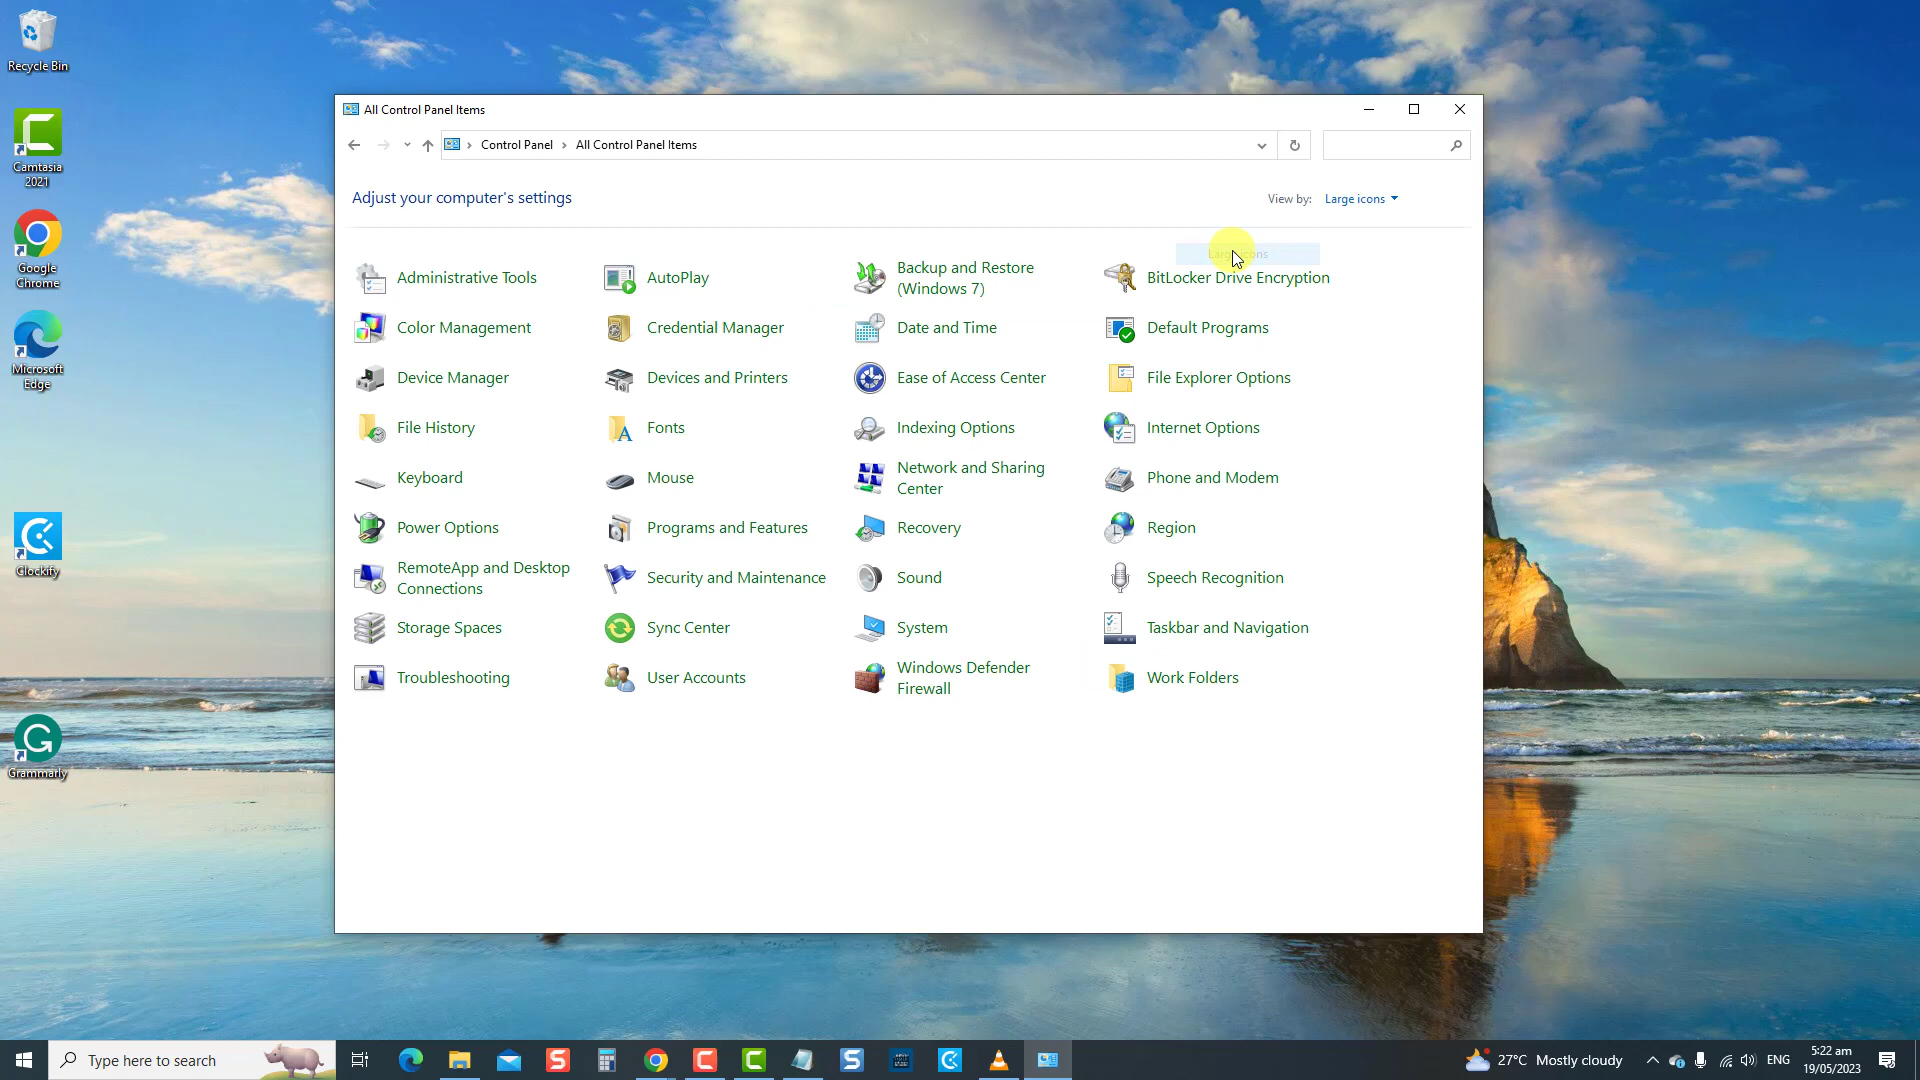 Recycle Bin
Camtasia
2021
Google
Chrome
Microsoft
Edge
Clockify
Grammarly
All Control Panel Items
Control Panel
All Control Panel Items
Adjust your computer's settings
View by:
Large icons
Large icons
Administrative Tools
AutoPlay
Backup and Restore
(Windows 7)
BitLocker Drive Encryption
Color Management
Credential Manager
Date and Time
Default Programs
Device Manager
Devices and Printers
Ease of Access Center
File Explorer Options
File History
Fonts
Indexing Options
Internet Options
Keyboard
Mouse
Network and Sharing
Center
Phone and Modem
Power Options
Programs and Features
Recovery
Region
RemoteApp and Desktop
Connections
Security and Maintenance
Sound
Speech Recognition
Storage Spaces
Sync Center
System
Taskbar and Navigation
Troubleshooting
User Accounts
Windows Defender
Firewall
Work Folders
Type here to search
27°C Mostly cloudy
ENG
5:22 am
19/05/2023